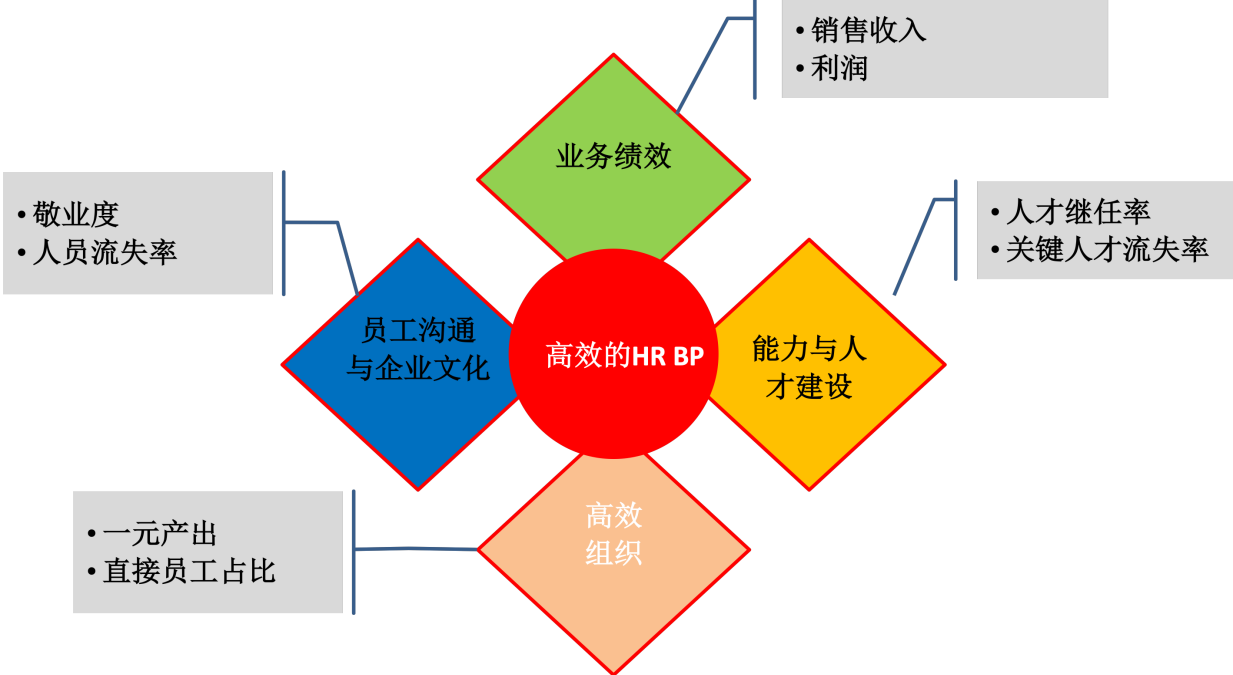 • 销售收入
• 利润
业务绩效
• 敬业度
• 人员流失率
• 人才继任率
• 关键人才流失率
员工沟通
与企业文化
高效的HR BP
能力与人
才建设
高效
组织
• 一元产出
• 直接员工占比